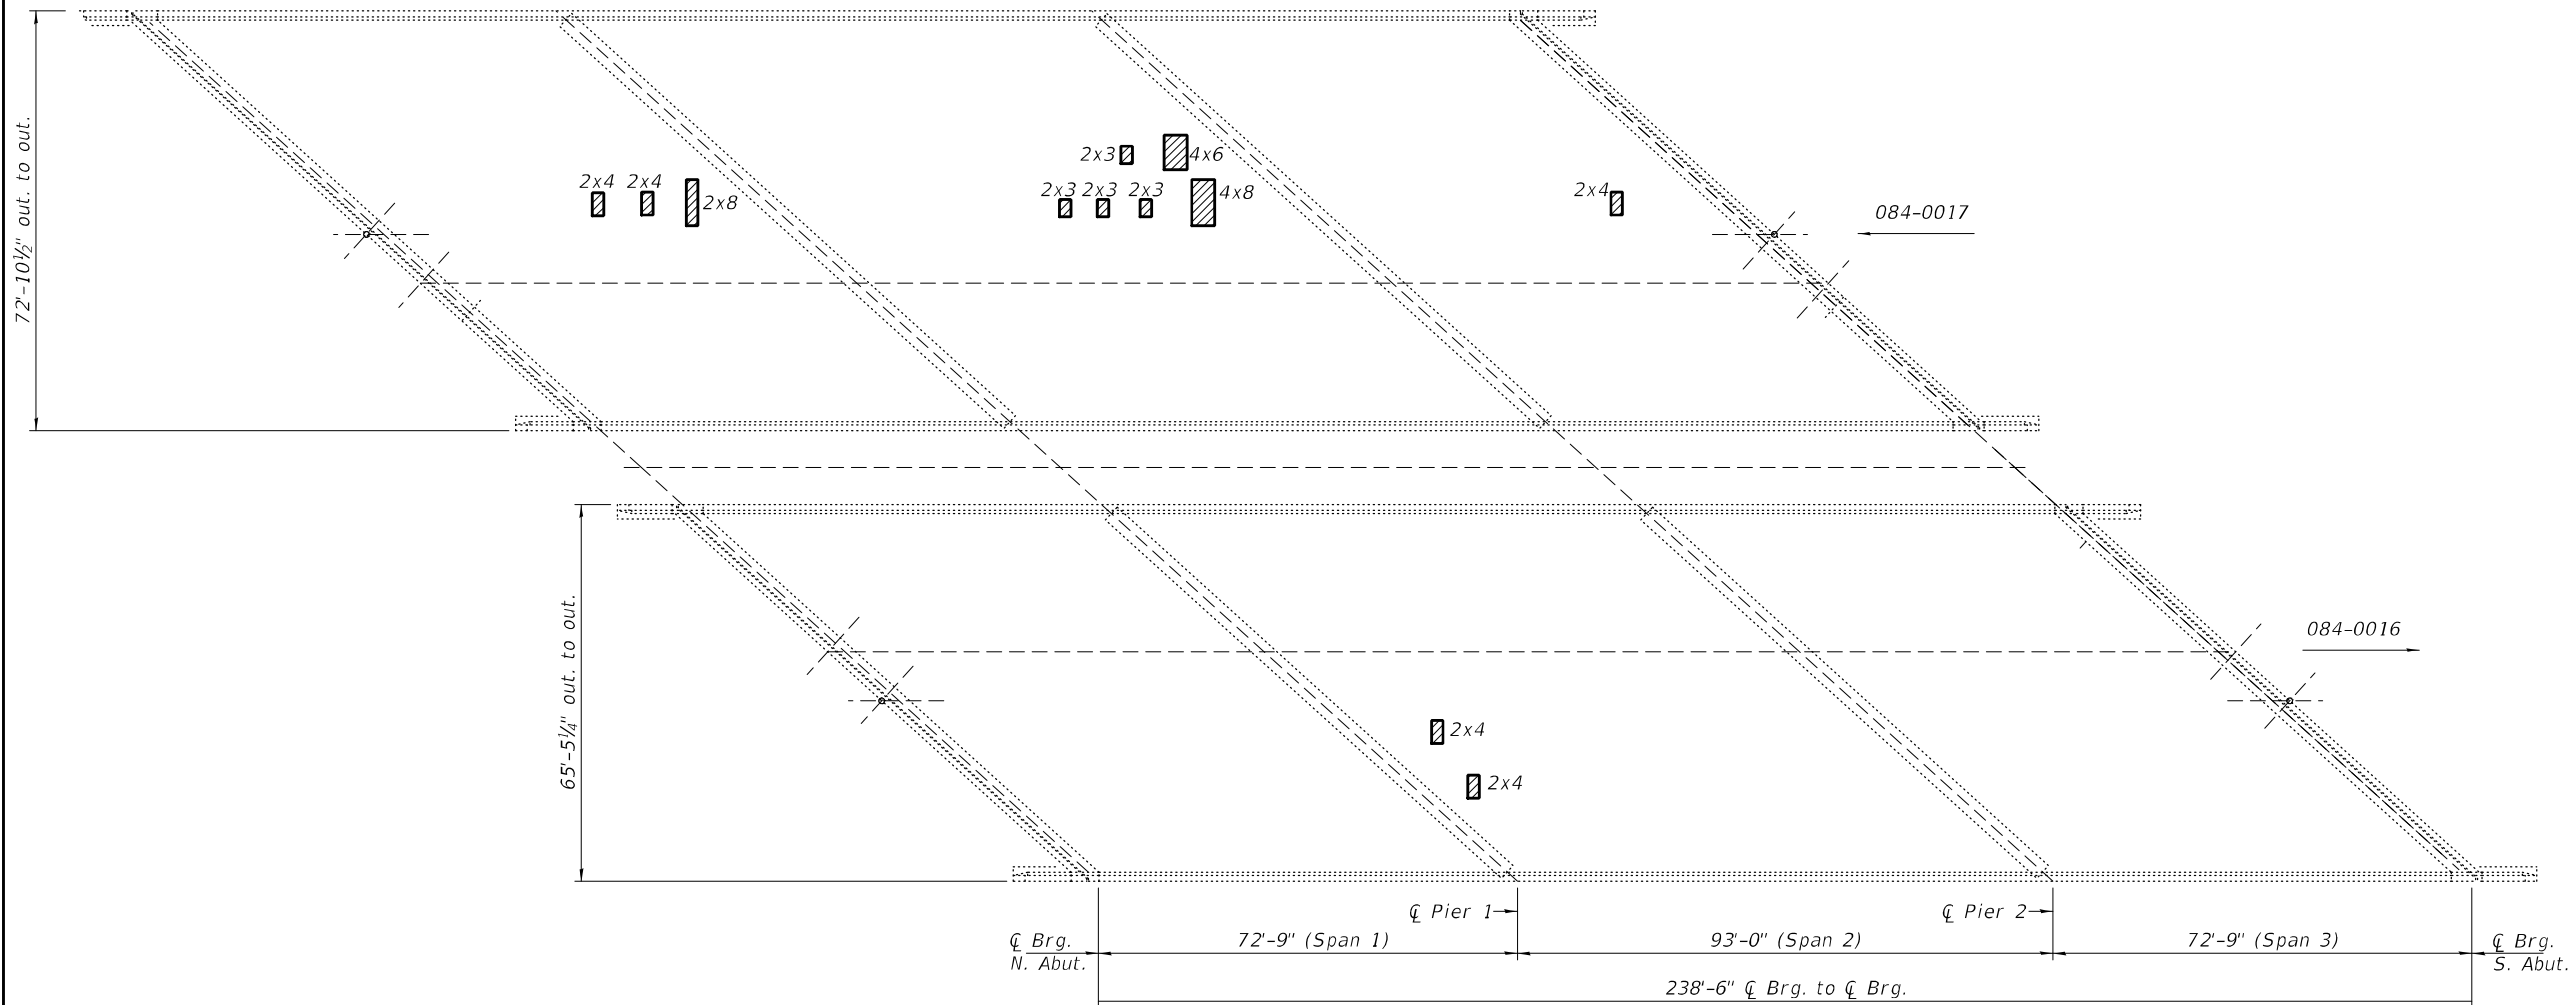 72'-10½" out. to out.
2x3
4x6
2x4 2x4
2x8
2x3 2x3 2x3
4x8
2x4
084-0017
65'-5¼" out. to out.
084-0016
2x4
2x4
℄ Pier 1
℄ Pier 2
℄ Brg.
N. Abut.
72'-9" (Span 1)
93'-0" (Span 2)
72'-9" (Span 3)
℄ Brg.
S. Abut.
238'-6" ℄ Brg. to ℄ Brg.